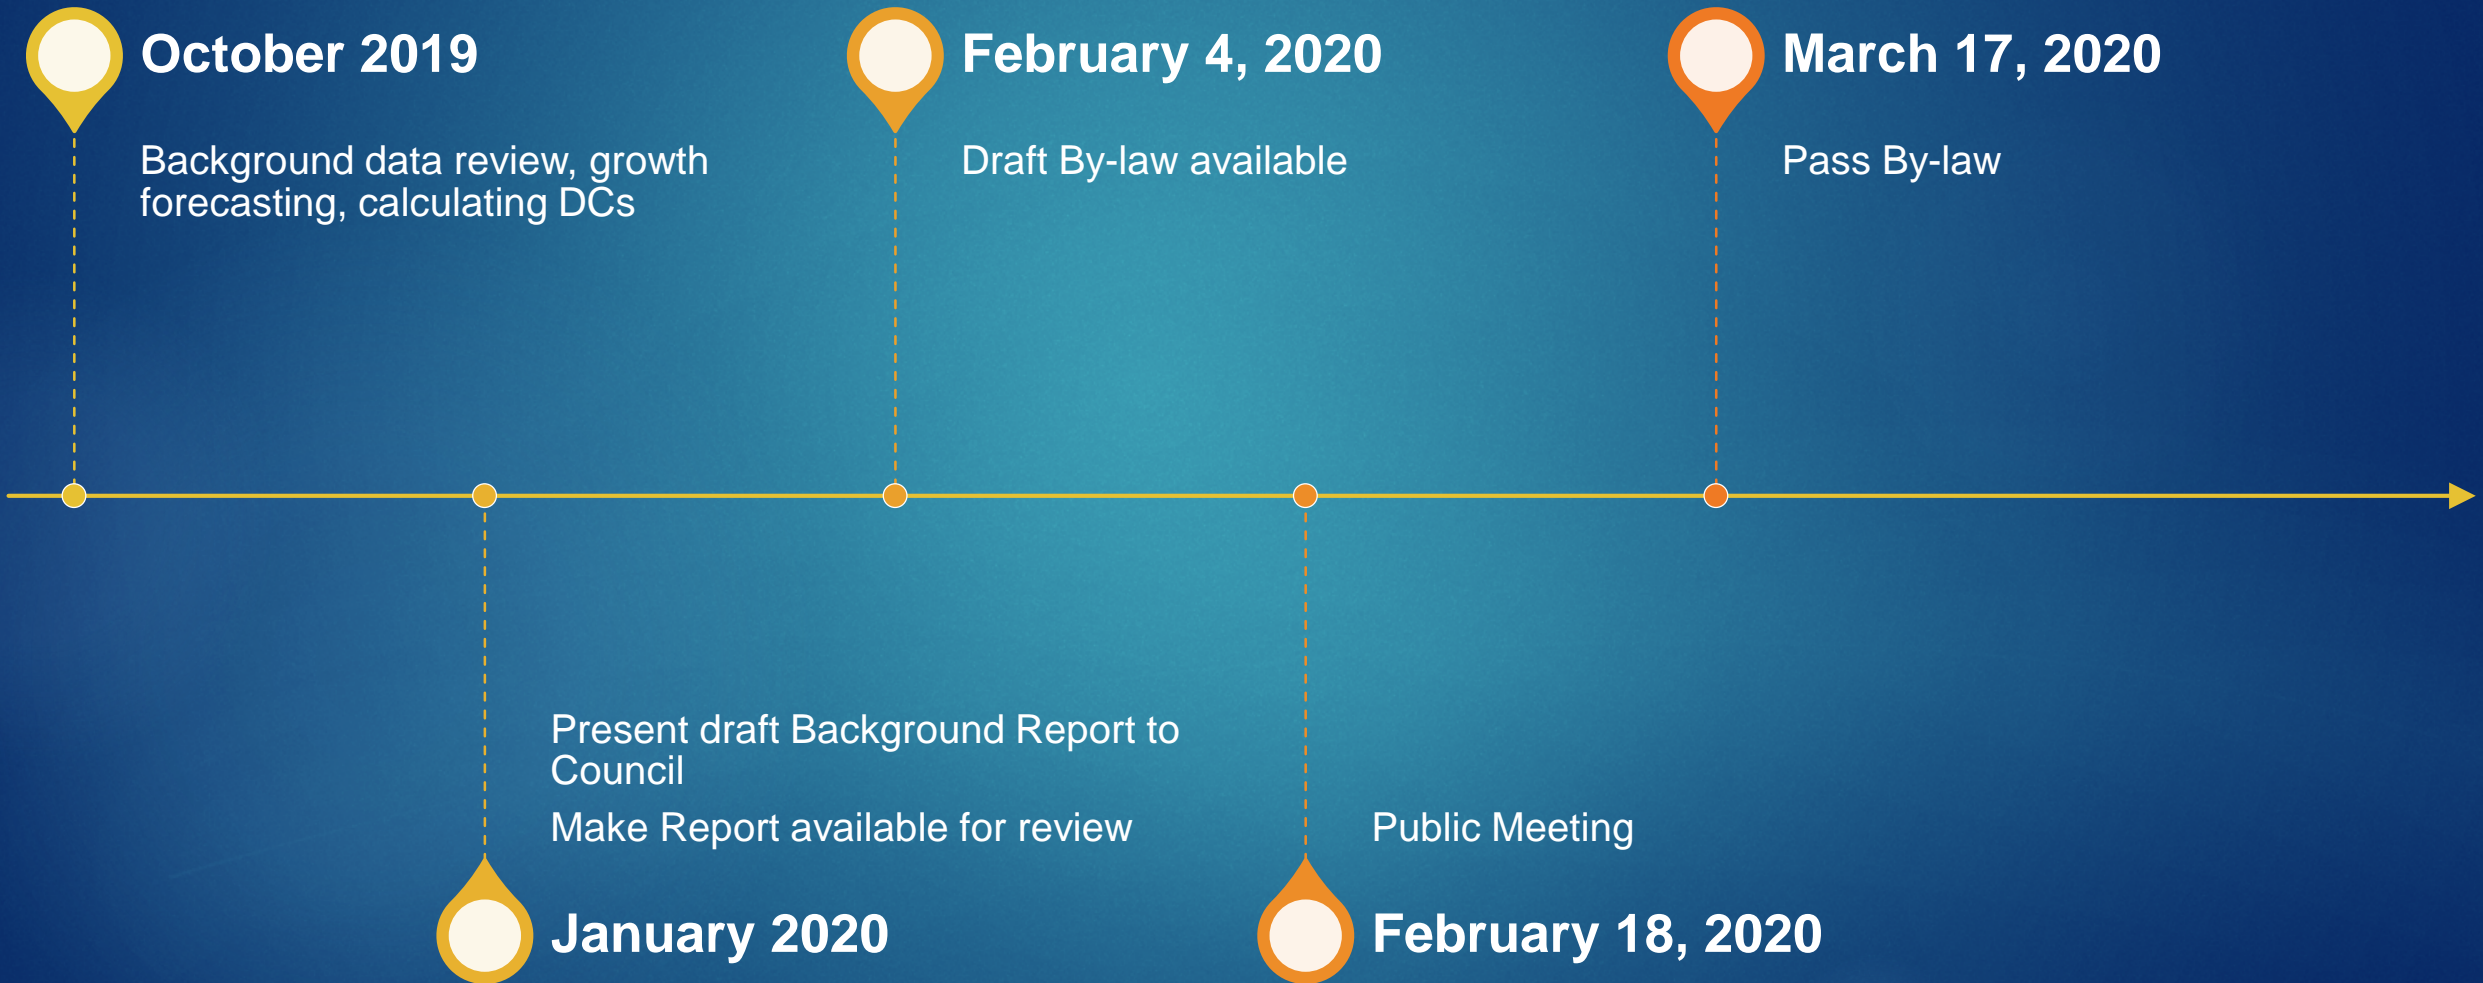 October 2019
Background data review, growth
forecasting, calculating DCs
February 4, 2020
Draft By-law available
March 17, 2020
Pass By-law
Present draft Background Report to
Council
Make Report available for review
January 2020
Public Meeting
February 18, 2020